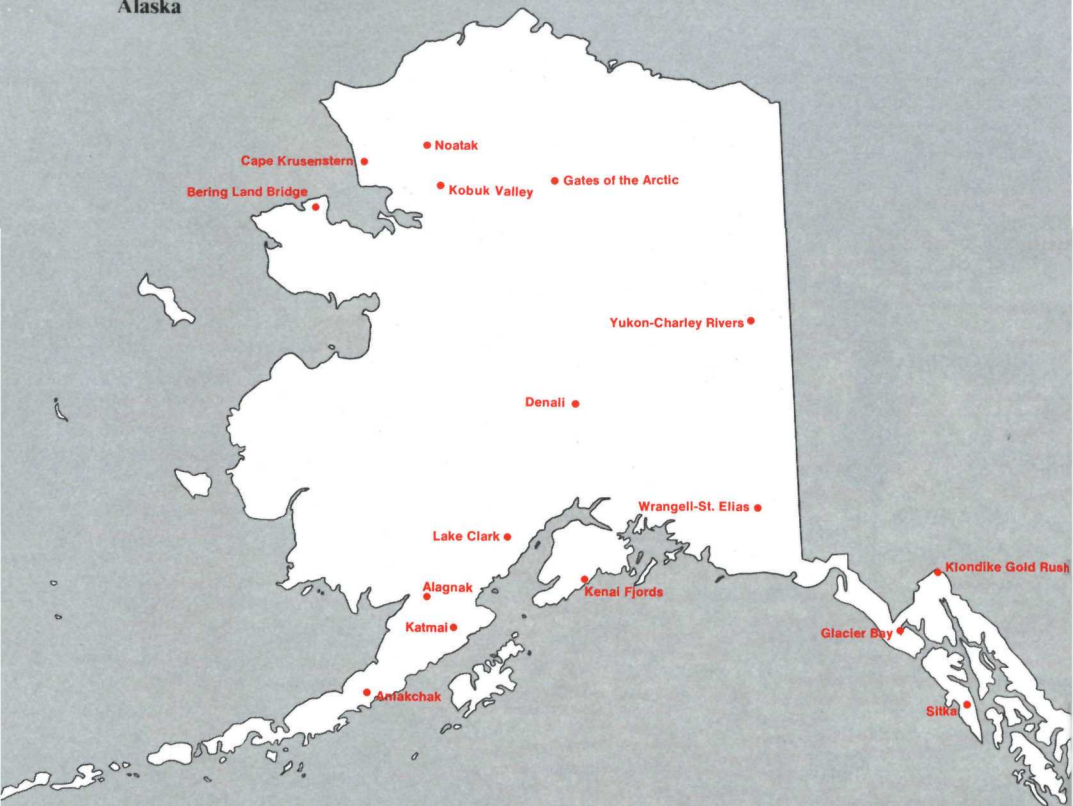 Alaska
Noatak
Cape Krusenstern
Gates of the Arctic
Kobuk Valley
Bering Land Bridge
Yukon-Charley Rivers
Denali
Wrangell-St. Elias
Lake Clark
Klondike Gold Rush
Alagnak
Kenai Fjords
Katmai
Glacier Bay
Aniakchak
Sitka